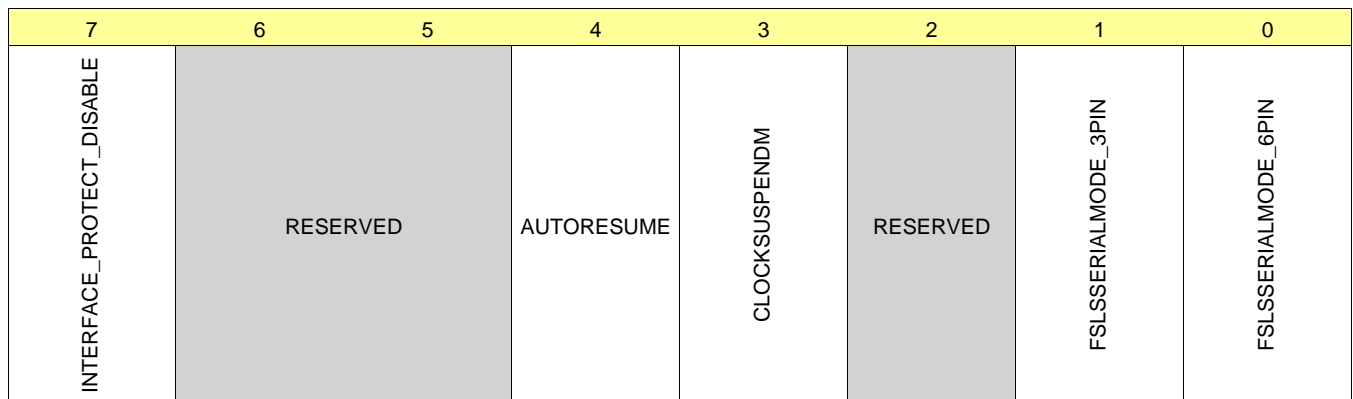 7 6 5 4 3 2 1 0
INTERFACE_PROTECT_DISABLE
RESERVED
AUTORESUME
CLOCKSUSPENDM
RESERVED
FSLSSERIALMODE_3PIN
FSLSSERIALMODE_6PIN